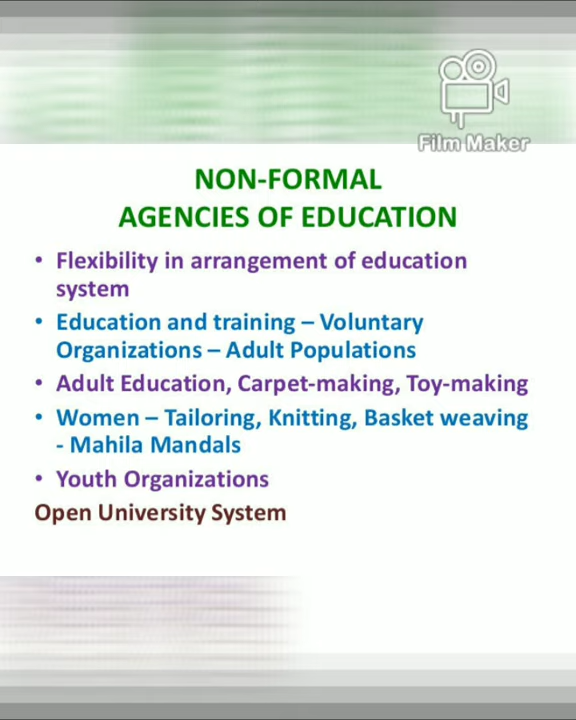 Film Maker
NON-FORMAL
AGENCIES OF EDUCATION
• Flexibility in arrangement of education
system
• Education and training – Voluntary
Organizations – Adult Populations
• Adult Education, Carpet-making, Toy-making
• Women – Tailoring, Knitting, Basket weaving
- Mahila Mandals
• Youth Organizations
Open University System